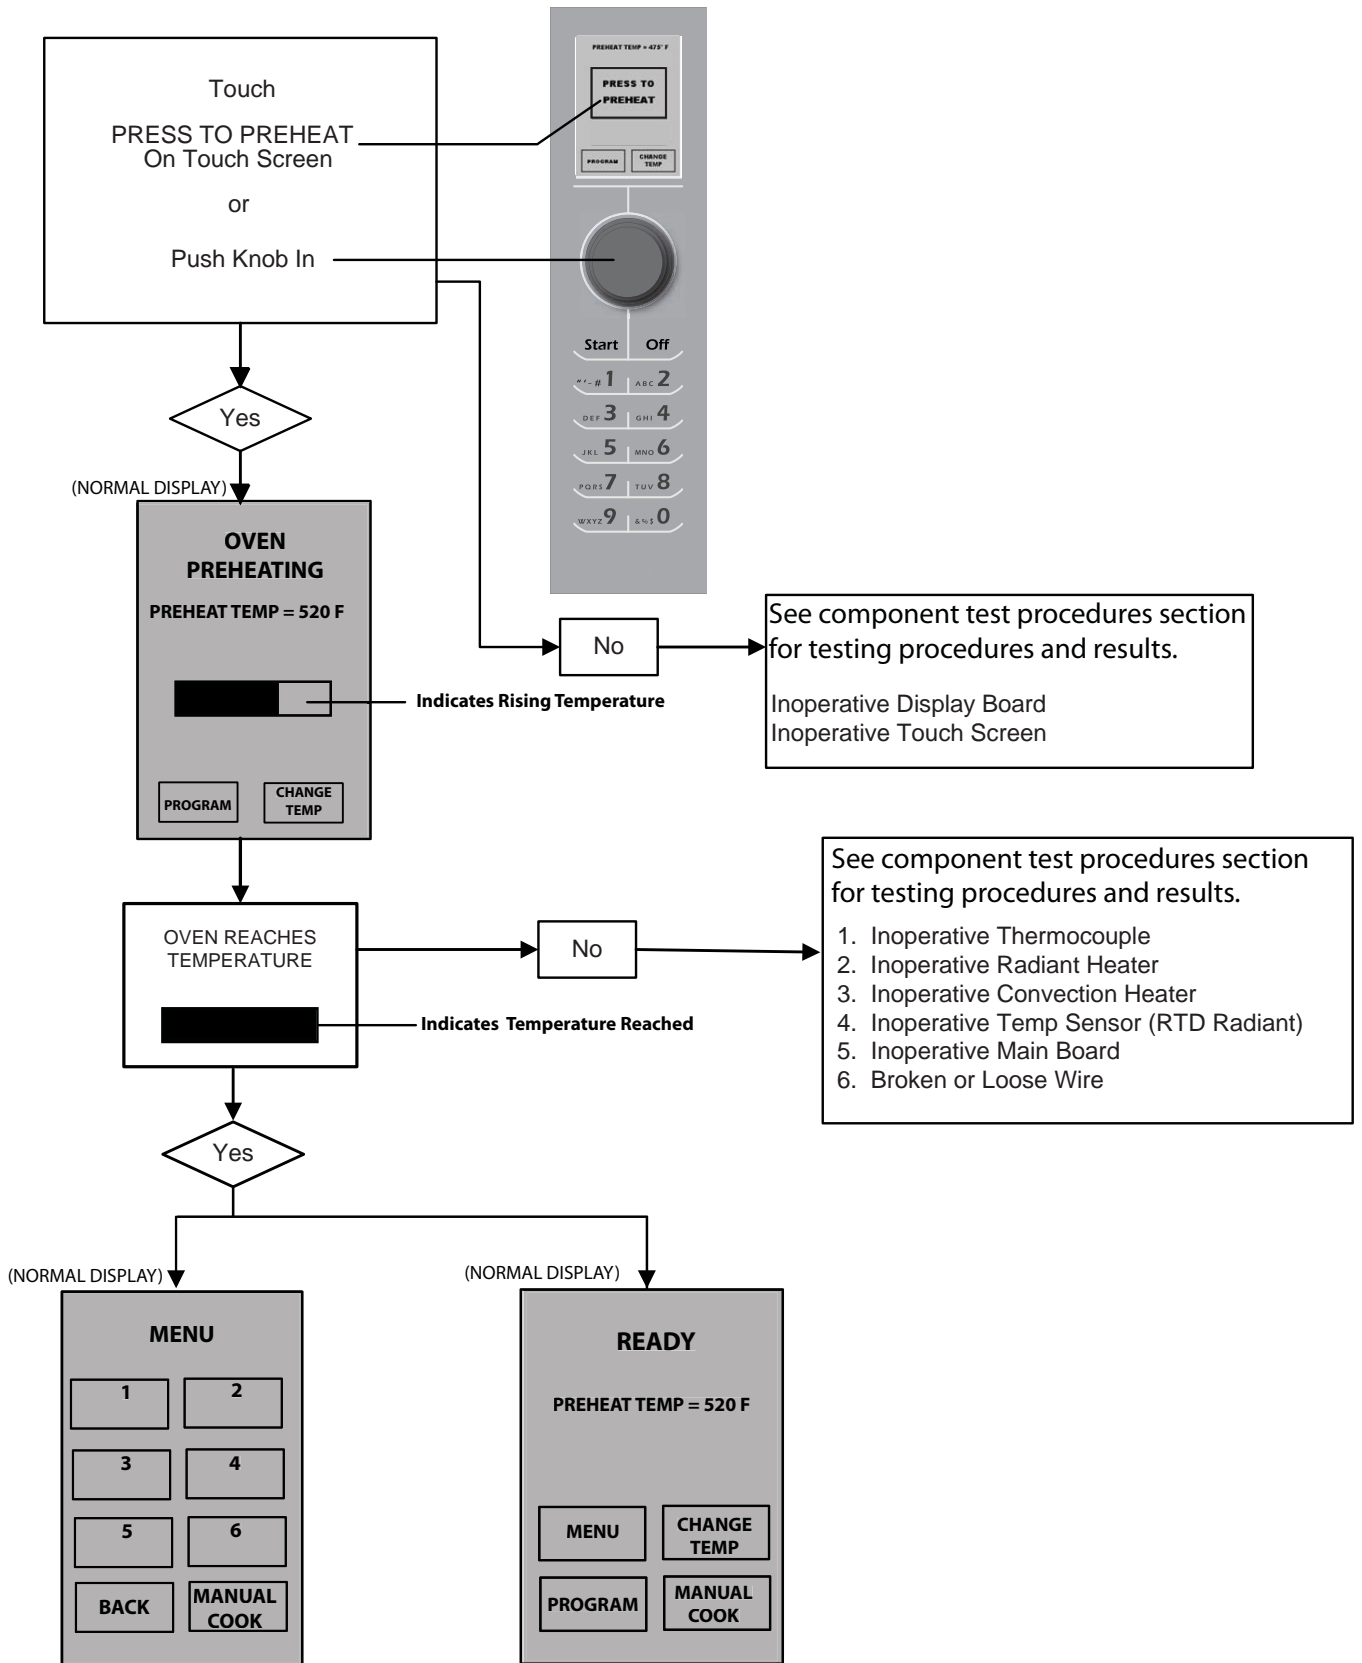 Touch
PRESS TO PREHEAT
On Touch Screen
or
Push Knob In
PREHEAT TEMP = 475° F
PRESS TO
PREHEAT
PROGRAM
CHANGE
TEMP
Start Off
"'-# 1 ABC 2
DEF 3 GHI 4
JKL 5 MNO 6
PQRS 7 TUV 8
WXYZ 9 &%$ 0
Yes
(NORMAL DISPLAY)
OVEN
PREHEATING
PREHEAT TEMP = 520 F
Indicates Rising Temperature
PROGRAM
CHANGE
TEMP
No
See component test procedures section
for testing procedures and results.
Inoperative Display Board
Inoperative Touch Screen
OVEN REACHES
TEMPERATURE
Indicates Temperature Reached
No
See component test procedures section
for testing procedures and results.
1. Inoperative Thermocouple
2. Inoperative Radiant Heater
3. Inoperative Convection Heater
4. Inoperative Temp Sensor (RTD Radiant)
5. Inoperative Main Board
6. Broken or Loose Wire
Yes
(NORMAL DISPLAY)
MENU
1 2
3 4
5 6
BACK
MANUAL
COOK
(NORMAL DISPLAY)
READY
PREHEAT TEMP = 520 F
MENU
CHANGE
TEMP
PROGRAM
MANUAL
COOK